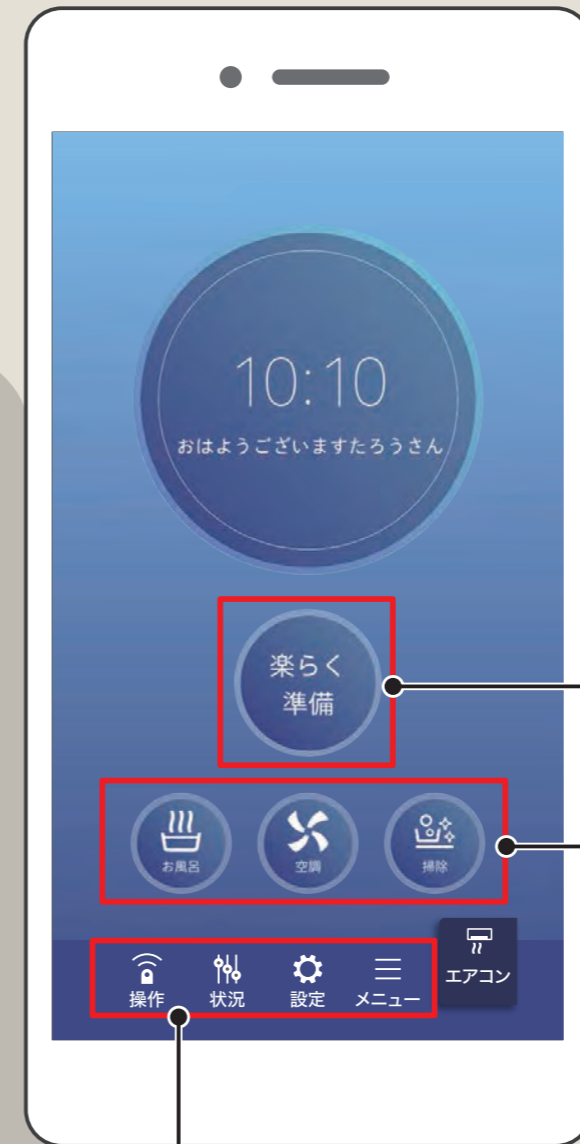 10:10
おはようございますたろうさん
楽らく
準備
お風呂
空調
掃除
エアコン
操作
状況
設定
メニュー